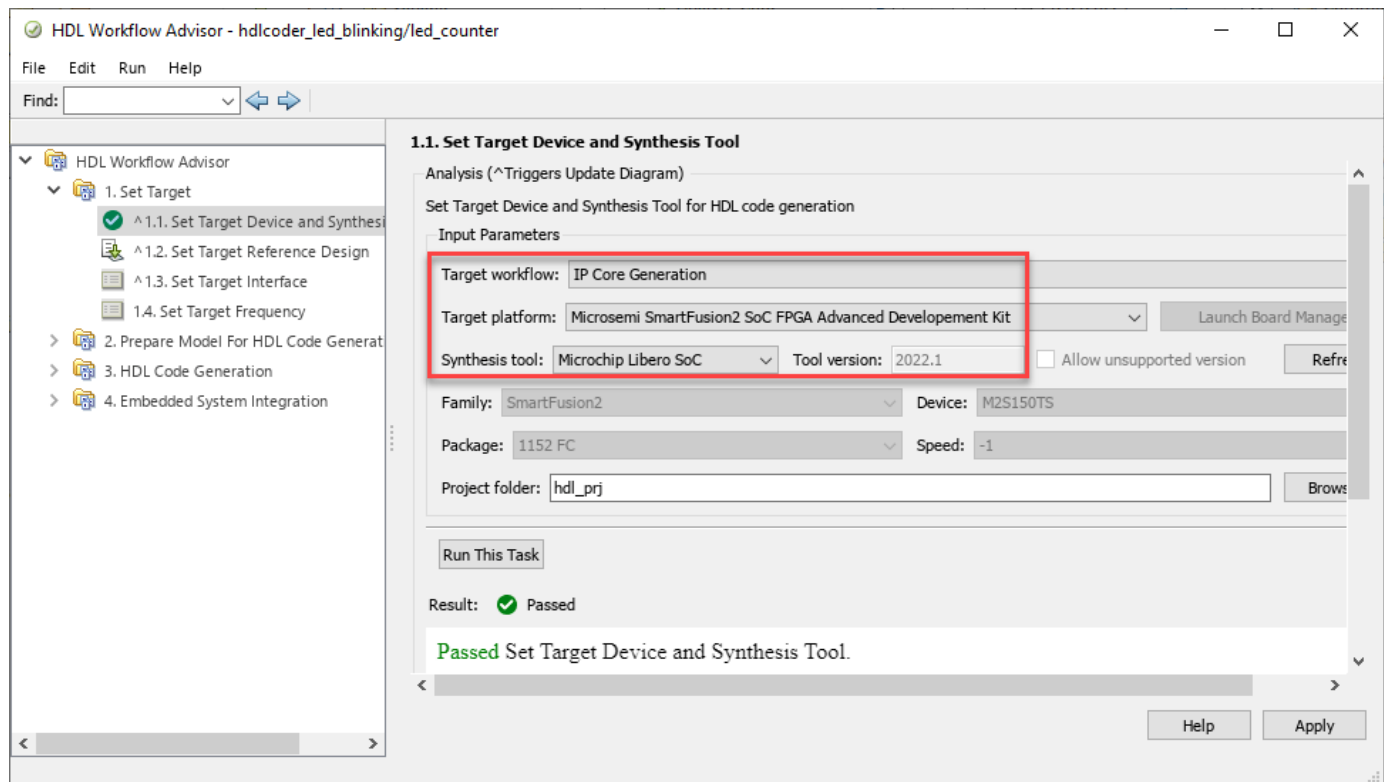 HDL Workflow Advisor - hdlcoder_led_blinking/led_counter
File Edit Run Help
Find:
HDL Workflow Advisor
1. Set Target
^1.1. Set Target Device and Synthesi
^1.2. Set Target Reference Design
^1.3. Set Target Interface
1.4. Set Target Frequency
2. Prepare Model For HDL Code Generat
3. HDL Code Generation
4. Embedded System Integration
1.1. Set Target Device and Synthesis Tool
Analysis (^Triggers Update Diagram)
Set Target Device and Synthesis Tool for HDL code generation
Input Parameters
Target workflow: IP Core Generation
Target platform: Microsemi SmartFusion2 SoC FPGA Advanced Developement Kit Launch Board Manage
Synthesis tool: Microchip Libero SoC Tool version: 2022.1 Allow unsupported version Refre
Family: SmartFusion2 Device: M2S150TS
Package: 1152 FC Speed: -1
Project folder: hdl_prj Brows
Run This Task
Result: Passed
Passed Set Target Device and Synthesis Tool.
Help Apply